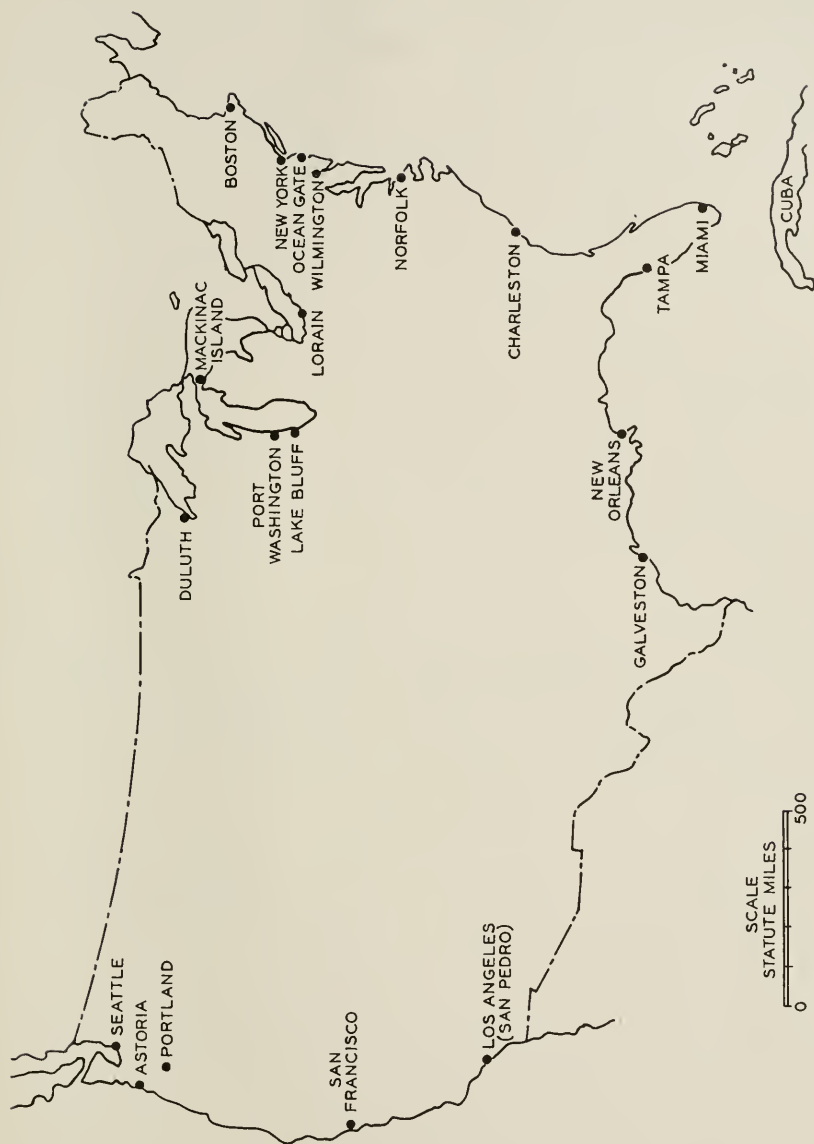 SEATTLE
ASTORIA
PORTLAND
SAN
FRANCISCO
LOS ANGELES
(SAN PEDRO)
DULUTH
PORT
WASHINGTON
LAKE BLUFF
MACKINAC
ISLAND
LORAIN
BOSTON
NEW YORK
OCEAN GATE
WILMINGTON
NORFOLK
CHARLESTON
GALVESTON
NEW
ORLEANS
TAMPA
MIAMI
CUBA
SCALE
STATUTE MILES
0 500